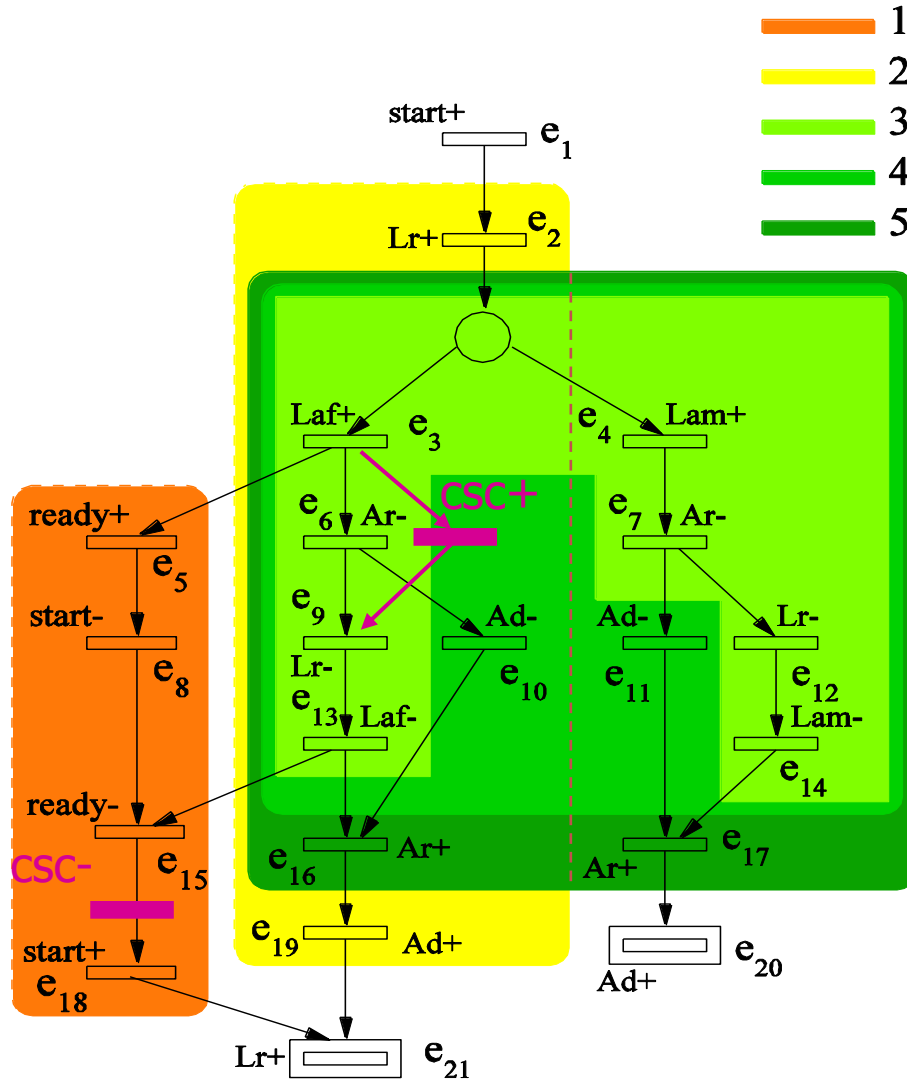 1
2
3
4
5
start+
e1
Lr+
e2
Laf+
e3
e4
Lam+
csc+
ready+
e5
e6
Ar-
e7
Ar-
start-
e8
e9
Lr-
Ad-
e10
Ad-
e11
Lr-
e12
e13
Laf-
Lam-
e14
ready-
e15
csc-
e16
Ar+
Ar+
e17
start+
e18
e19
Ad+
Ad+
e20
Lr+
e21